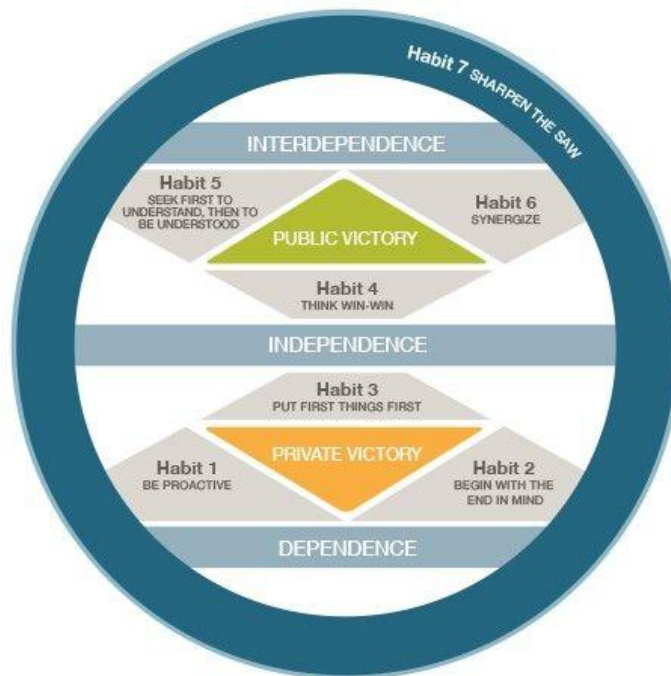 Habit 7 SHARPEN THE SAW
INTERDEPENDENCE
Habit 5
SEEK FIRST TO
UNDERSTAND, THEN TO
BE UNDERSTOOD
Habit 6
SYNERGIZE
PUBLIC VICTORY
Habit 4
THINK WIN-WIN
INDEPENDENCE
Habit 3
PUT FIRST THINGS FIRST
PRIVATE VICTORY
Habit 1
BE PROACTIVE
Habit 2
BEGIN WITH THE
END IN MIND
DEPENDENCE